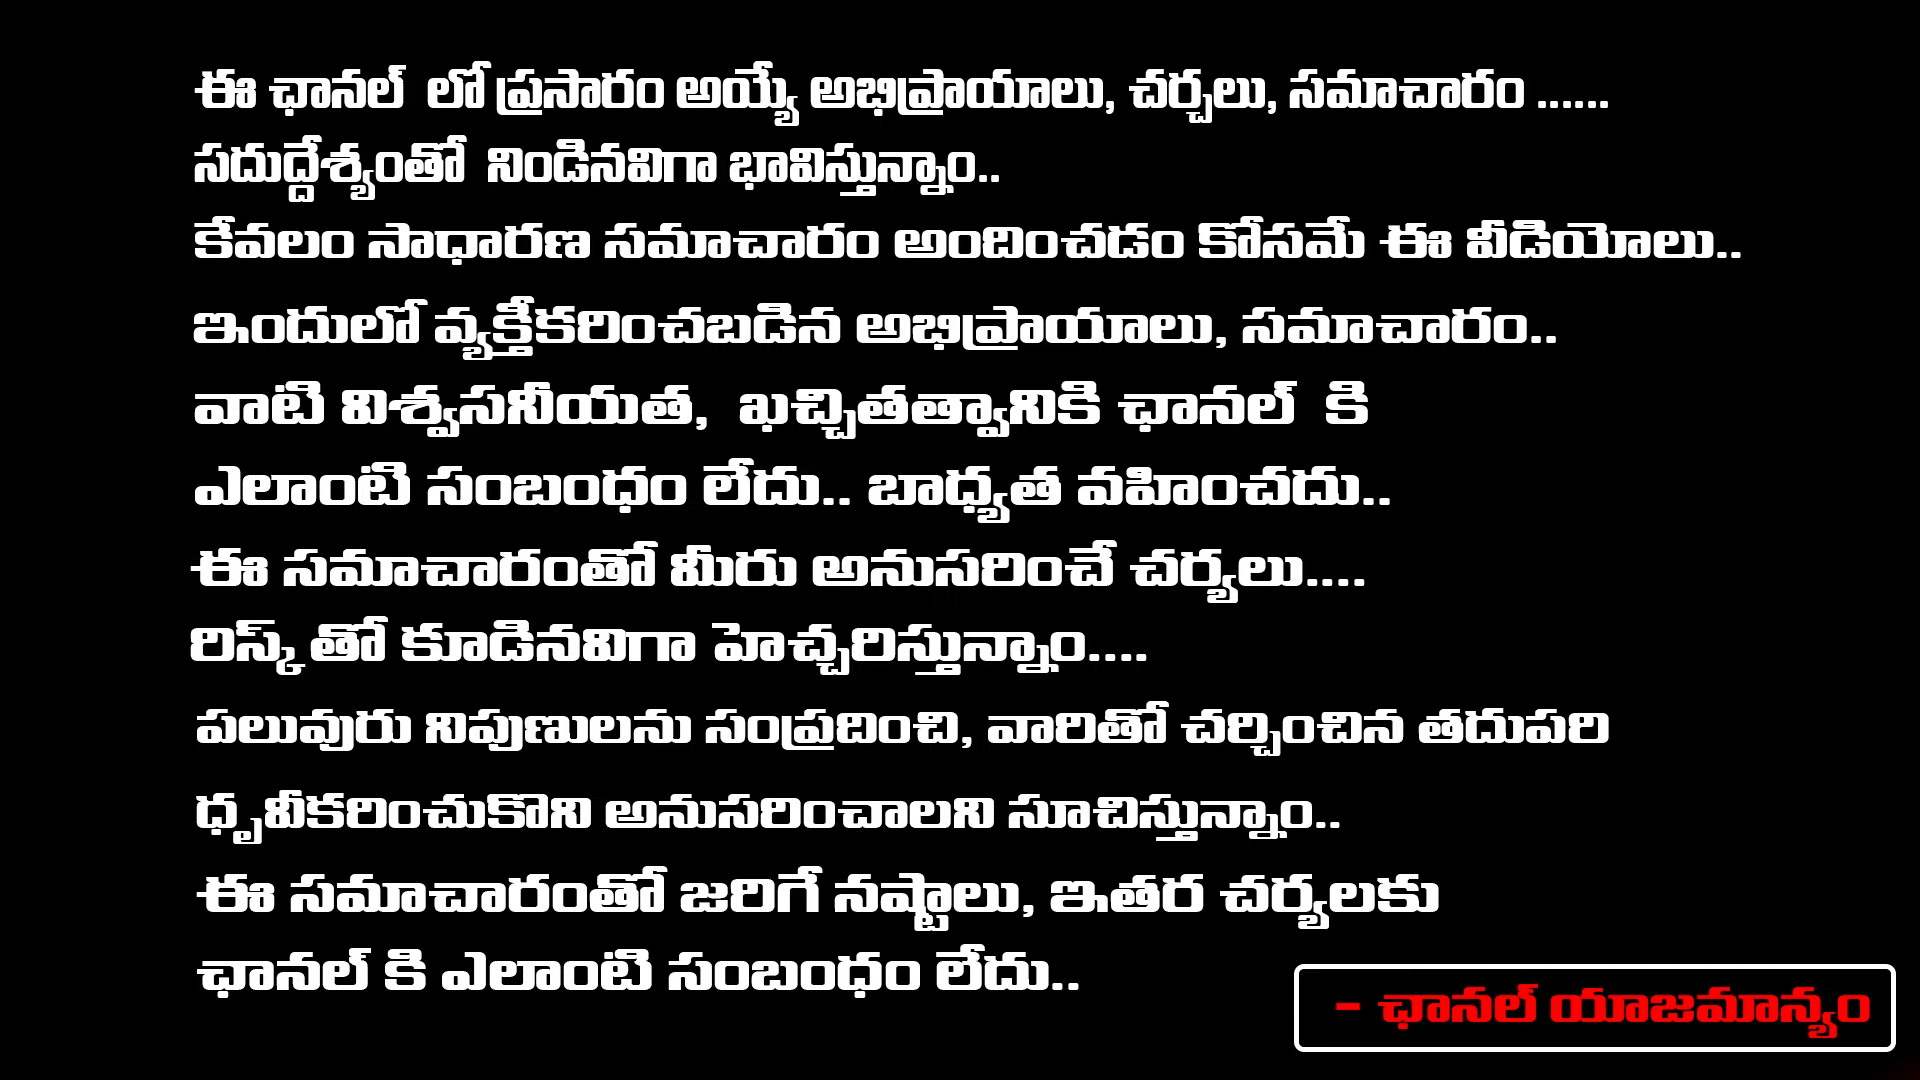 ఈ ఛానల్ లో ప్రసారం అయ్యే అభిప్రాయాలు, చర్చలు, సమాచారం ......
సదుద్దేశ్యంతో నిండినవిగా భావిస్తున్నాం..
కేవలం సాధారణ సమాచారం అందించడం కోసమే ఈ వీడియోలు..
ఇందులో వ్యక్తీకరించబడిన అభిప్రాయాలు, సమాచారం..
వాటి విశ్వసనీయత, ఖచ్చితత్వానికి ఛానల్ కి
ఎలాంటి సంబంధం లేదు.. బాధ్యత వహించదు..
ఈ సమాచారంతో మీరు అనుసరించే చర్యలు....
రిస్క్ తో కూడినవిగా హెచ్చరిస్తున్నాం....
పలువురు నిపుణులను సంప్రదించి, వారితో చర్చించిన తదుపరి
ధృవీకరించుకొని అనుసరించాలని సూచిస్తున్నాం..
ఈ సమాచారంతో జరిగే నష్టాలు, ఇతర చర్యలకు
ఛానల్ కి ఎలాంటి సంబంధం లేదు..
- ఛానల్ యాజమాన్యం